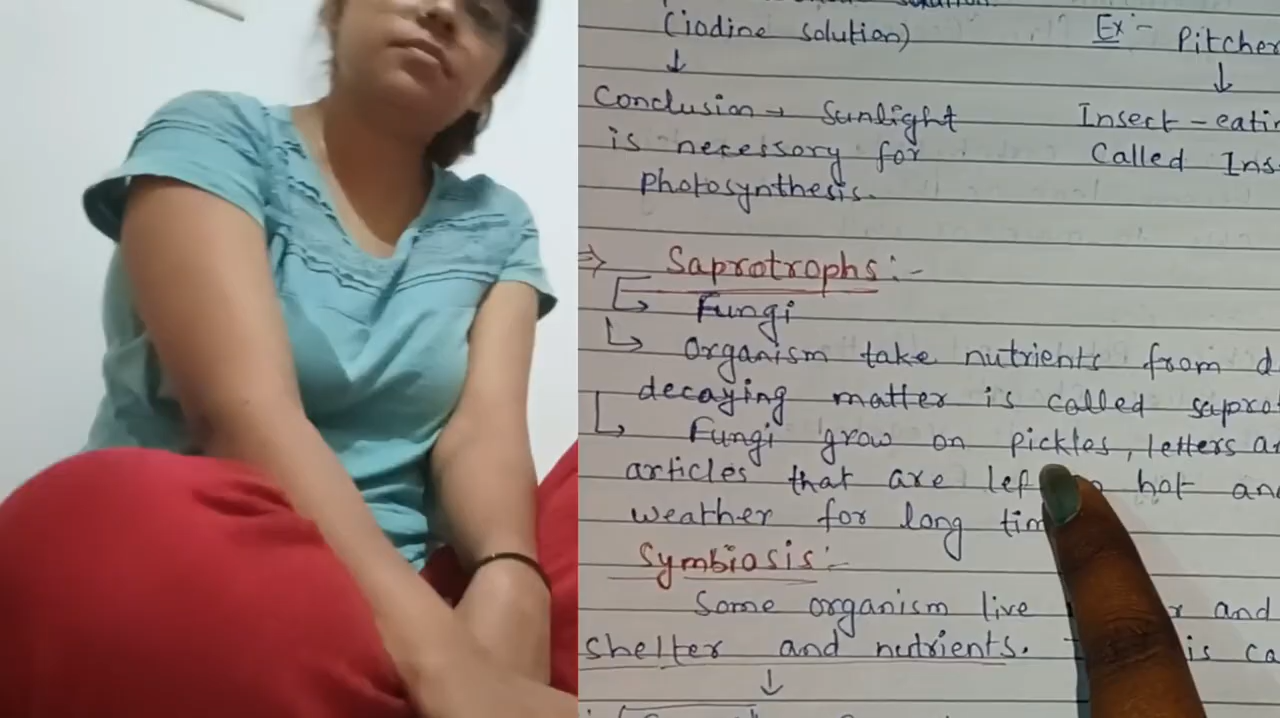 (iodine solution)
↓
Conclusion → Sunlight
is necessary for
photosynthesis.
Ex:- Pitcher
↓
Insect-eatin
Called Ins
⇒ Saprotrophs:-
Fungi
Organism take nutrients from d
decaying matter is called sapro
Fungi grow on pickles, letters a
articles that are lef hot an
weather for long tim
Symbiosis:-
Some organism live r and
shelter and nutrients. is ca
↓